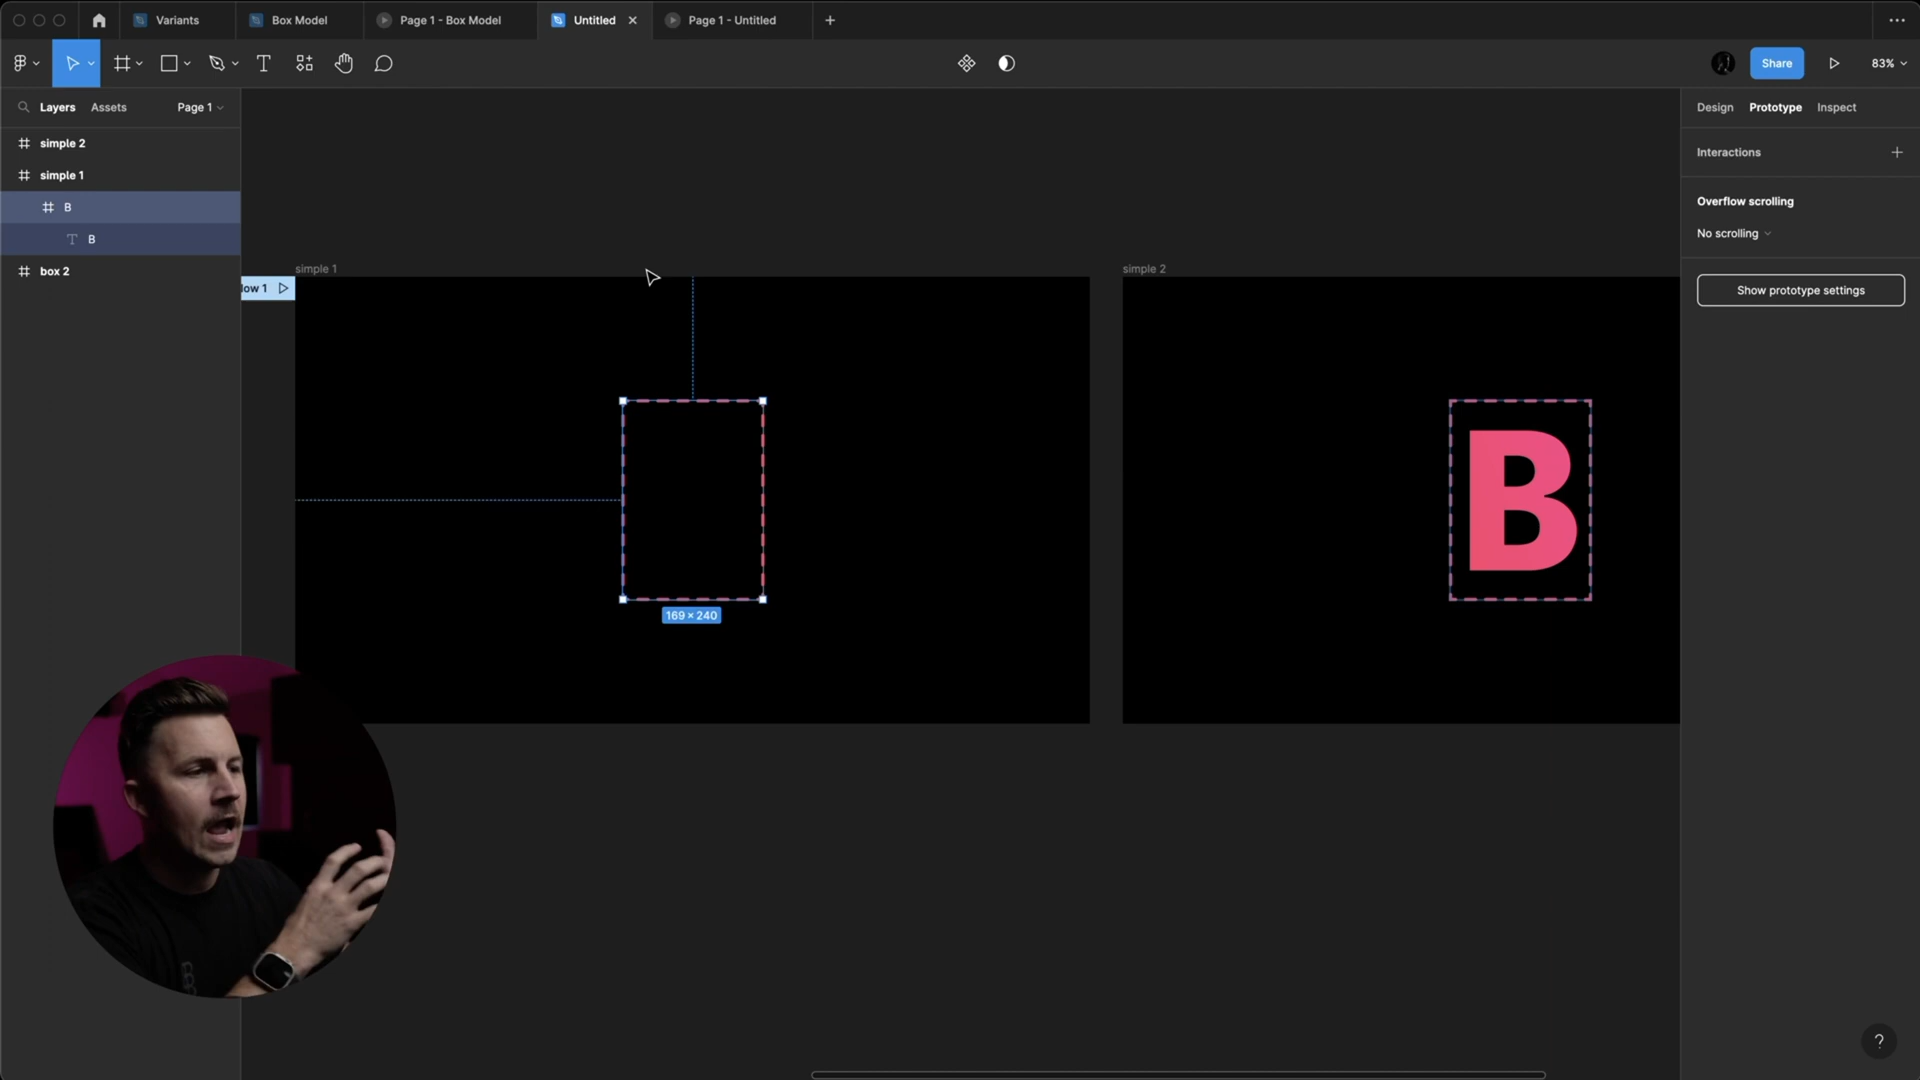 Variants
Box Model
Page 1 - Box Model
Untitled
Page 1 - Untitled
Share
83%
Layers
Assets
Page 1
Design
Prototype
Inspect
simple 2
simple 1
B
B
box 2
Interactions
Overflow scrolling
No scrolling
Show prototype settings
simple 1
simple 2
low 1
B
169 × 240
?